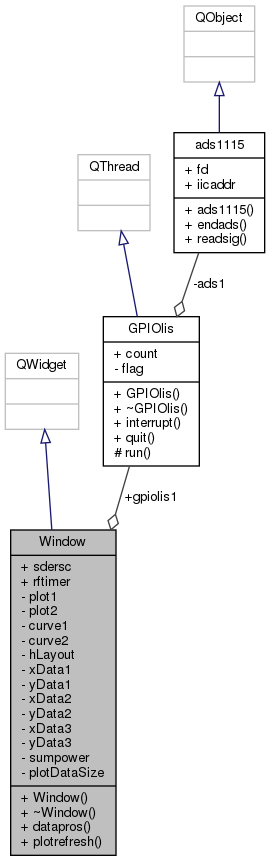 QObject
ads1115
+ fd
+ iicaddr
+ ads1115()
+ endads()
+ readsig()
QThread
-ads1
GPIOlis
+ count
- flag
+ GPIOlis()
+ ~GPIOlis()
+ interrupt()
+ quit()
# run()
QWidget
+gpiolis1
Window
+ sdersc
+ rftimer
- plot1
- plot2
- curve1
- curve2
- hLayout
- xData1
- yData1
- xData2
- yData2
- xData3
- yData3
- sumpower
- plotDataSize
+ Window()
+ ~Window()
+ datapros()
+ plotrefresh()